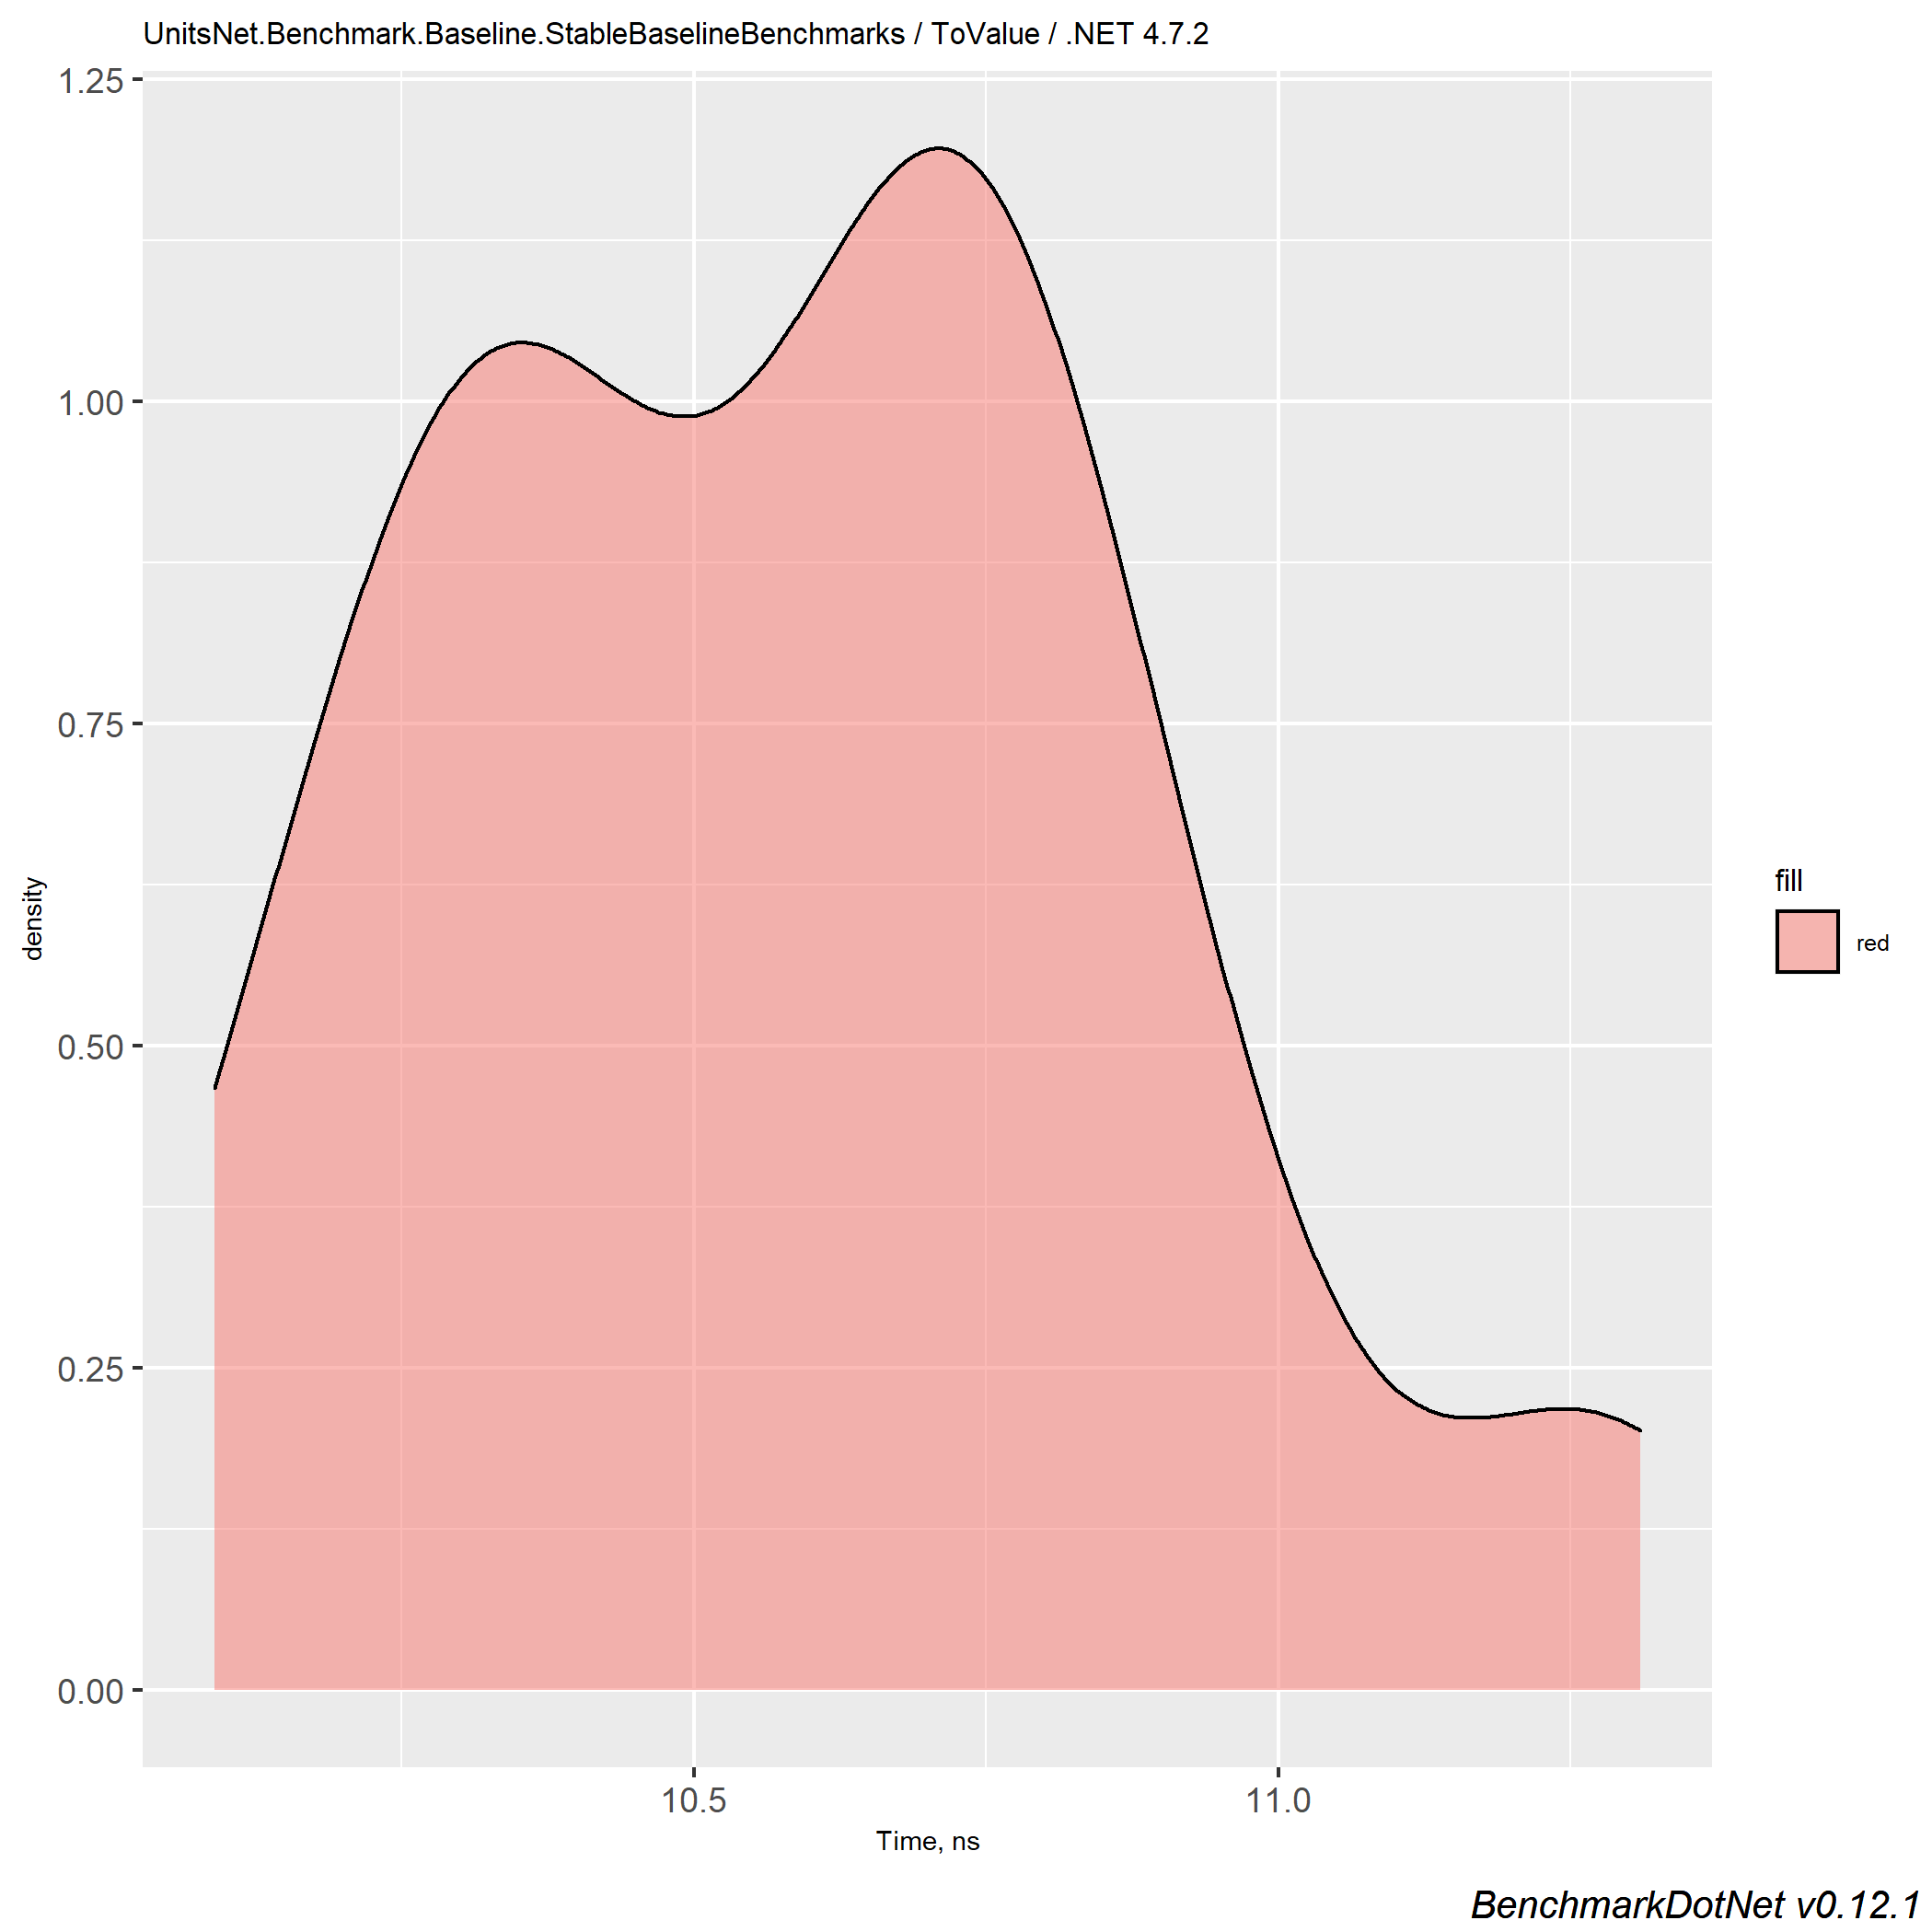 UnitsNet.Benchmark.Baseline.StableBaselineBenchmarks / ToValue / .NET 4.7.2
1.25
1.00
0.75
0.50
0.25
0.00
density
10.5
11.0
Time, ns
fill
red
BenchmarkDotNet v0.12.1